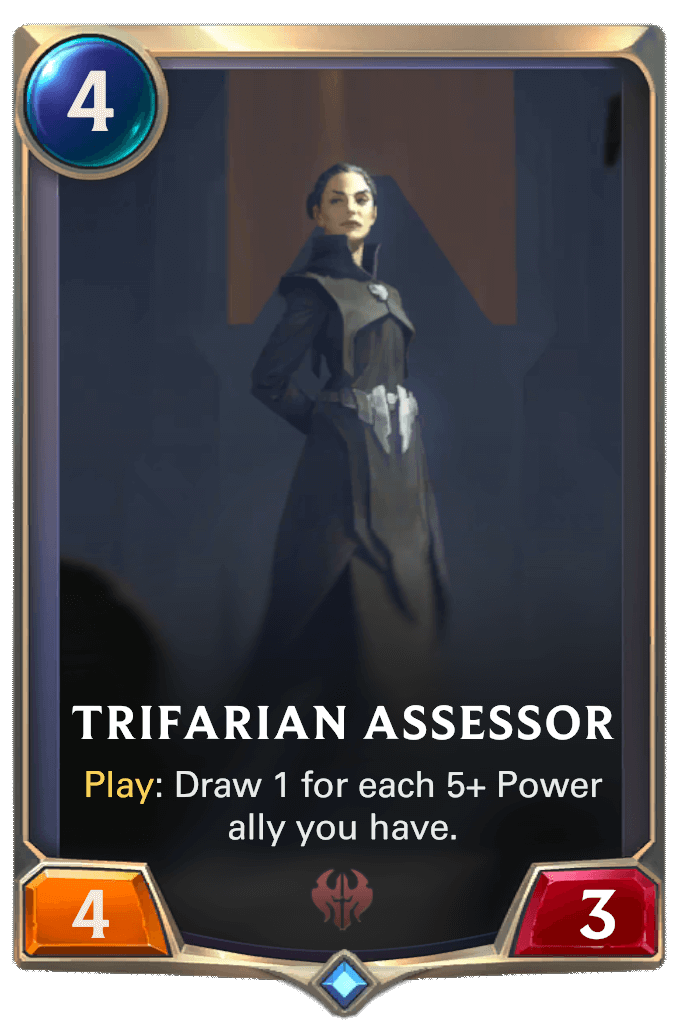 4
TRIFARIAN ASSESSOR
Play: Draw 1 for each 5+ Power
ally you have.
4
3